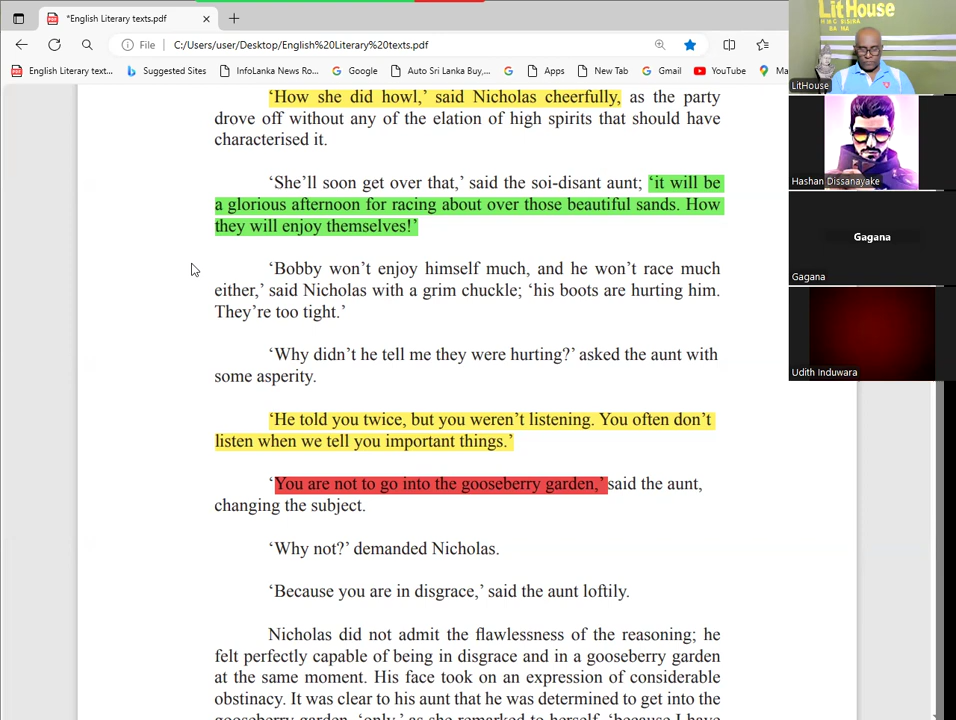 *English Literary texts.pdf
File
C:/Users/user/Desktop/English%20Literary%20texts.pdf
English Literary text...
Suggested Sites
InfoLanka News Ro...
Google
Auto Sri Lanka Buy,...
Apps
New Tab
Gmail
YouTube
Ma
‘How she did howl,’ said Nicholas cheerfully, as the party
drove off without any of the elation of high spirits that should have
characterised it.
‘She’ll soon get over that,’ said the soi-disant aunt; ‘it will be
a glorious afternoon for racing about over those beautiful sands. How
they will enjoy themselves!’
‘Bobby won’t enjoy himself much, and he won’t race much
either,’ said Nicholas with a grim chuckle; ‘his boots are hurting him.
They’re too tight.’
‘Why didn’t he tell me they were hurting?’ asked the aunt with
some asperity.
‘He told you twice, but you weren’t listening. You often don’t
listen when we tell you important things.’
‘You are not to go into the gooseberry garden,’ said the aunt,
changing the subject.
‘Why not?’ demanded Nicholas.
‘Because you are in disgrace,’ said the aunt loftily.
Nicholas did not admit the flawlessness of the reasoning; he
felt perfectly capable of being in disgrace and in a gooseberry garden
at the same moment. His face took on an expression of considerable
obstinacy. It was clear to his aunt that he was determined to get into the
gooseberry garden, ‘only,’ as she remarked to herself, ‘because I have
LitHouse
LitHouse
Hashan Dissanayake
Gagana
Gagana
Udith Induwara